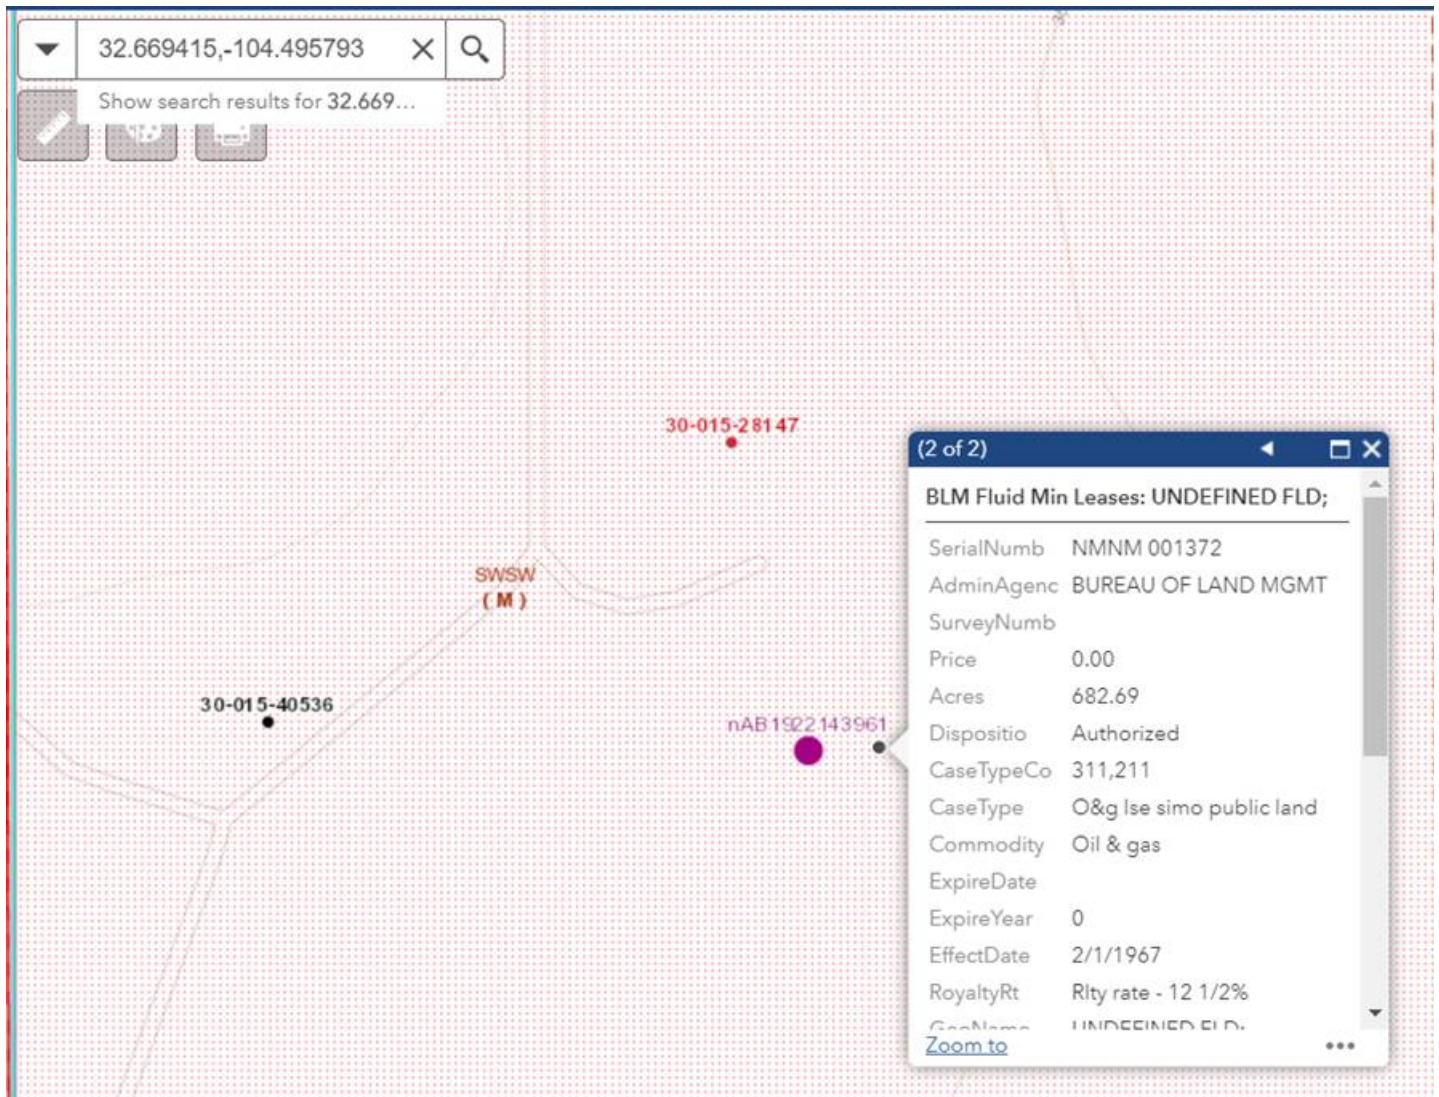 32.669415,-104.495793
Show search results for 32.669...
30-015-28147
SWSW
( M )
30-015-40536
nAB1922143961
(2 of 2)
BLM Fluid Min Leases: UNDEFINED FLD;
SerialNumb NMNM 001372
AdminAgenc BUREAU OF LAND MGMT
SurveyNumb
Price 0.00
Acres 682.69
Dispositio Authorized
CaseTypeCo 311,211
CaseType O&g lse simo public land
Commodity Oil & gas
ExpireDate
ExpireYear 0
EffectDate 2/1/1967
RoyaltyRt Rlty rate - 12 1/2%
GeoName UNDEFINED FLD;
Zoom to